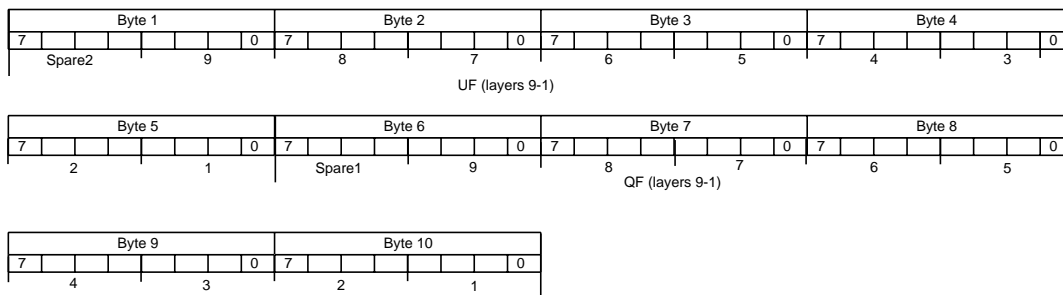 Byte 1 Byte 2 Byte 3 Byte 4
7 0 7 0 7 0 7 0
Spare2 9 8 7 6 5 4 3
UF (layers 9-1)
Byte 5 Byte 6 Byte 7 Byte 8
7 0 7 0 7 0 7 0
2 1 Spare1 9 8 7 6 5
QF (layers 9-1)
Byte 9 Byte 10
7 0 7 0
4 3 2 1